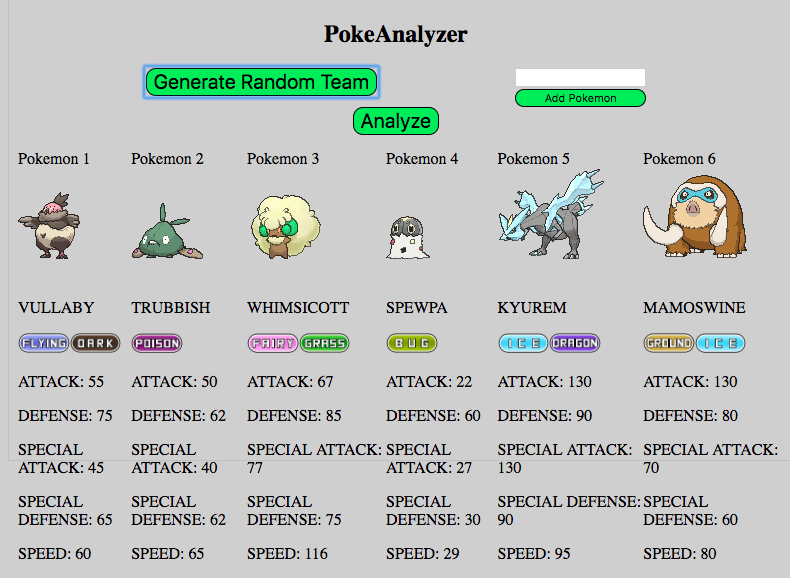 PokeAnalyzer
Generate Random Team
Add Pokemon
Analyze
Pokemon 1 Pokemon 2 Pokemon 3 Pokemon 4 Pokemon 5 Pokemon 6
VULLABY TRUBBISH WHIMSICOTT SPEWPA KYUREM MAMOSWINE
FLYING DARK POISON FAIRY GRASS BUG ICE DRAGON GROUND ICE
ATTACK: 55 ATTACK: 50 ATTACK: 67 ATTACK: 22 ATTACK: 130 ATTACK: 130
DEFENSE: 75 DEFENSE: 62 DEFENSE: 85 DEFENSE: 60 DEFENSE: 90 DEFENSE: 80
SPECIAL SPECIAL SPECIAL ATTACK: SPECIAL SPECIAL ATTACK: SPECIAL ATTACK:
ATTACK: 45 ATTACK: 40 77 ATTACK: 27 130 70
SPECIAL SPECIAL SPECIAL SPECIAL SPECIAL DEFENSE: SPECIAL
DEFENSE: 65 DEFENSE: 62 DEFENSE: 75 DEFENSE: 30 90 DEFENSE: 60
SPEED: 60 SPEED: 65 SPEED: 116 SPEED: 29 SPEED: 95 SPEED: 80